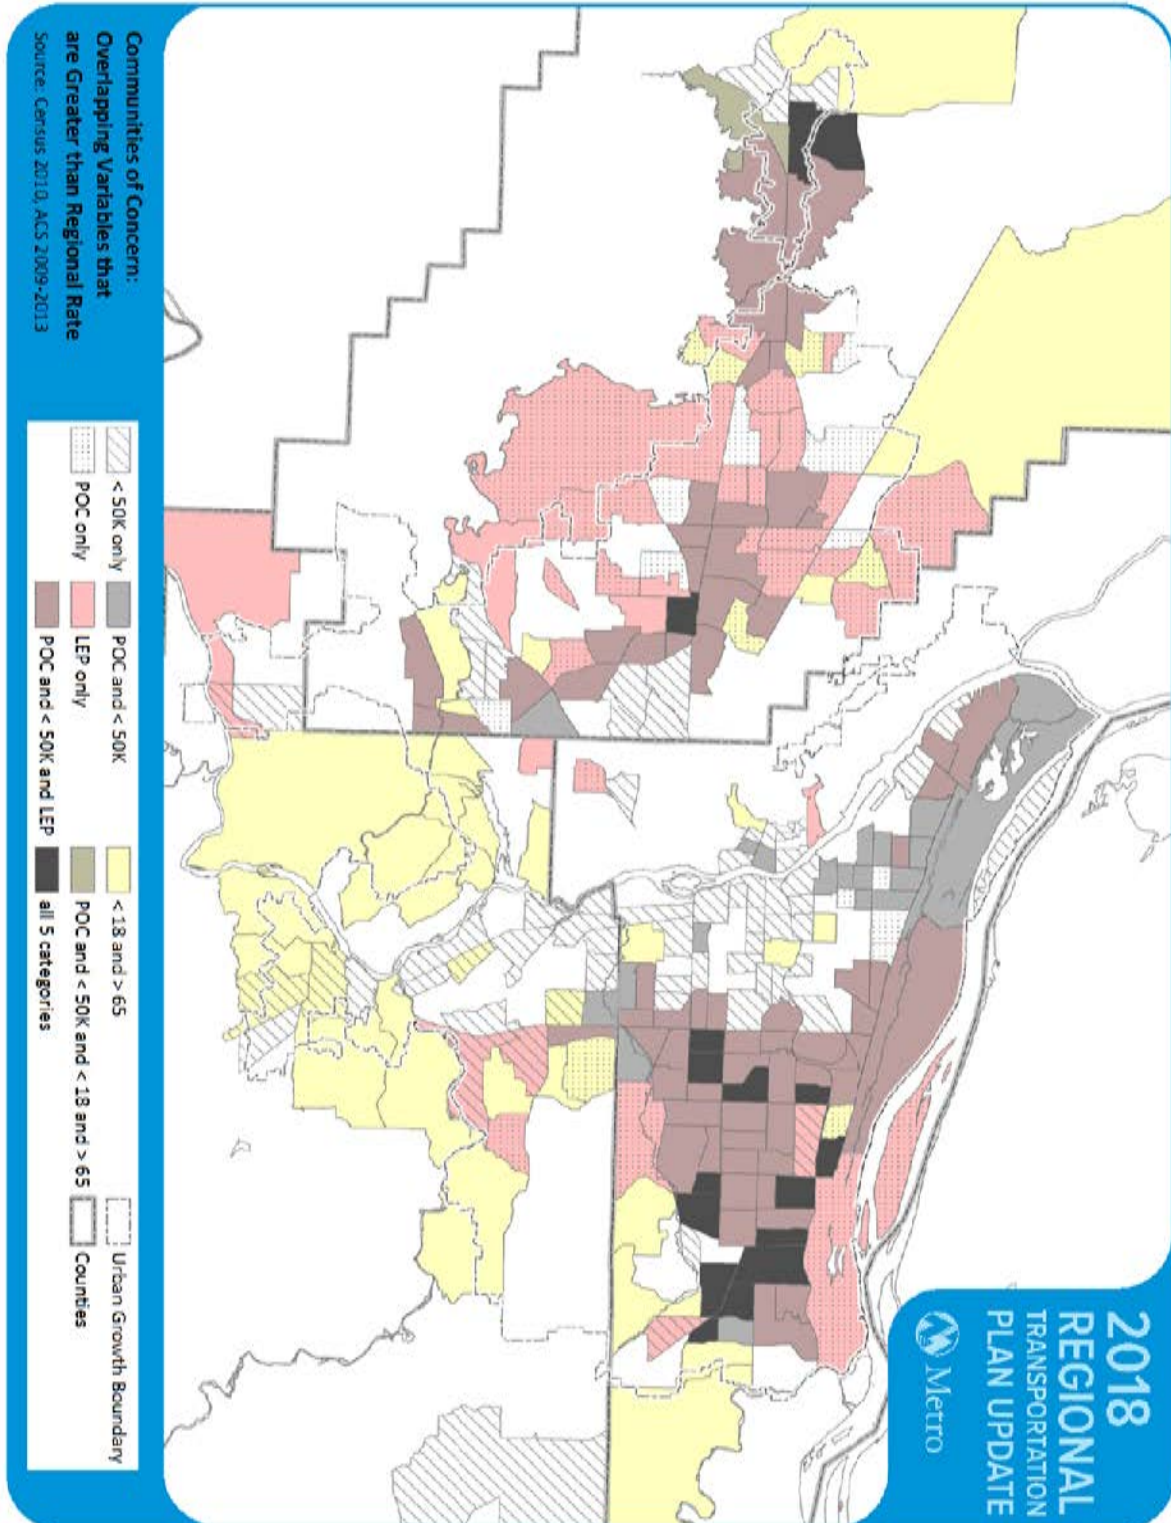 2018
REGIONAL
TRANSPORTATION
PLAN UPDATE
Metro
Communities of Concern:
Overlapping Variables that
are Greater than Regional Rate
Source: Census 2010, ACS 2009-2013
< 50K only
POC only
POC and < 50K
LEP only
POC and < 50K and LEP
< 18 and > 65
POC and < 50K and < 18 and > 65
all 5 categories
Urban Growth Boundary
Counties